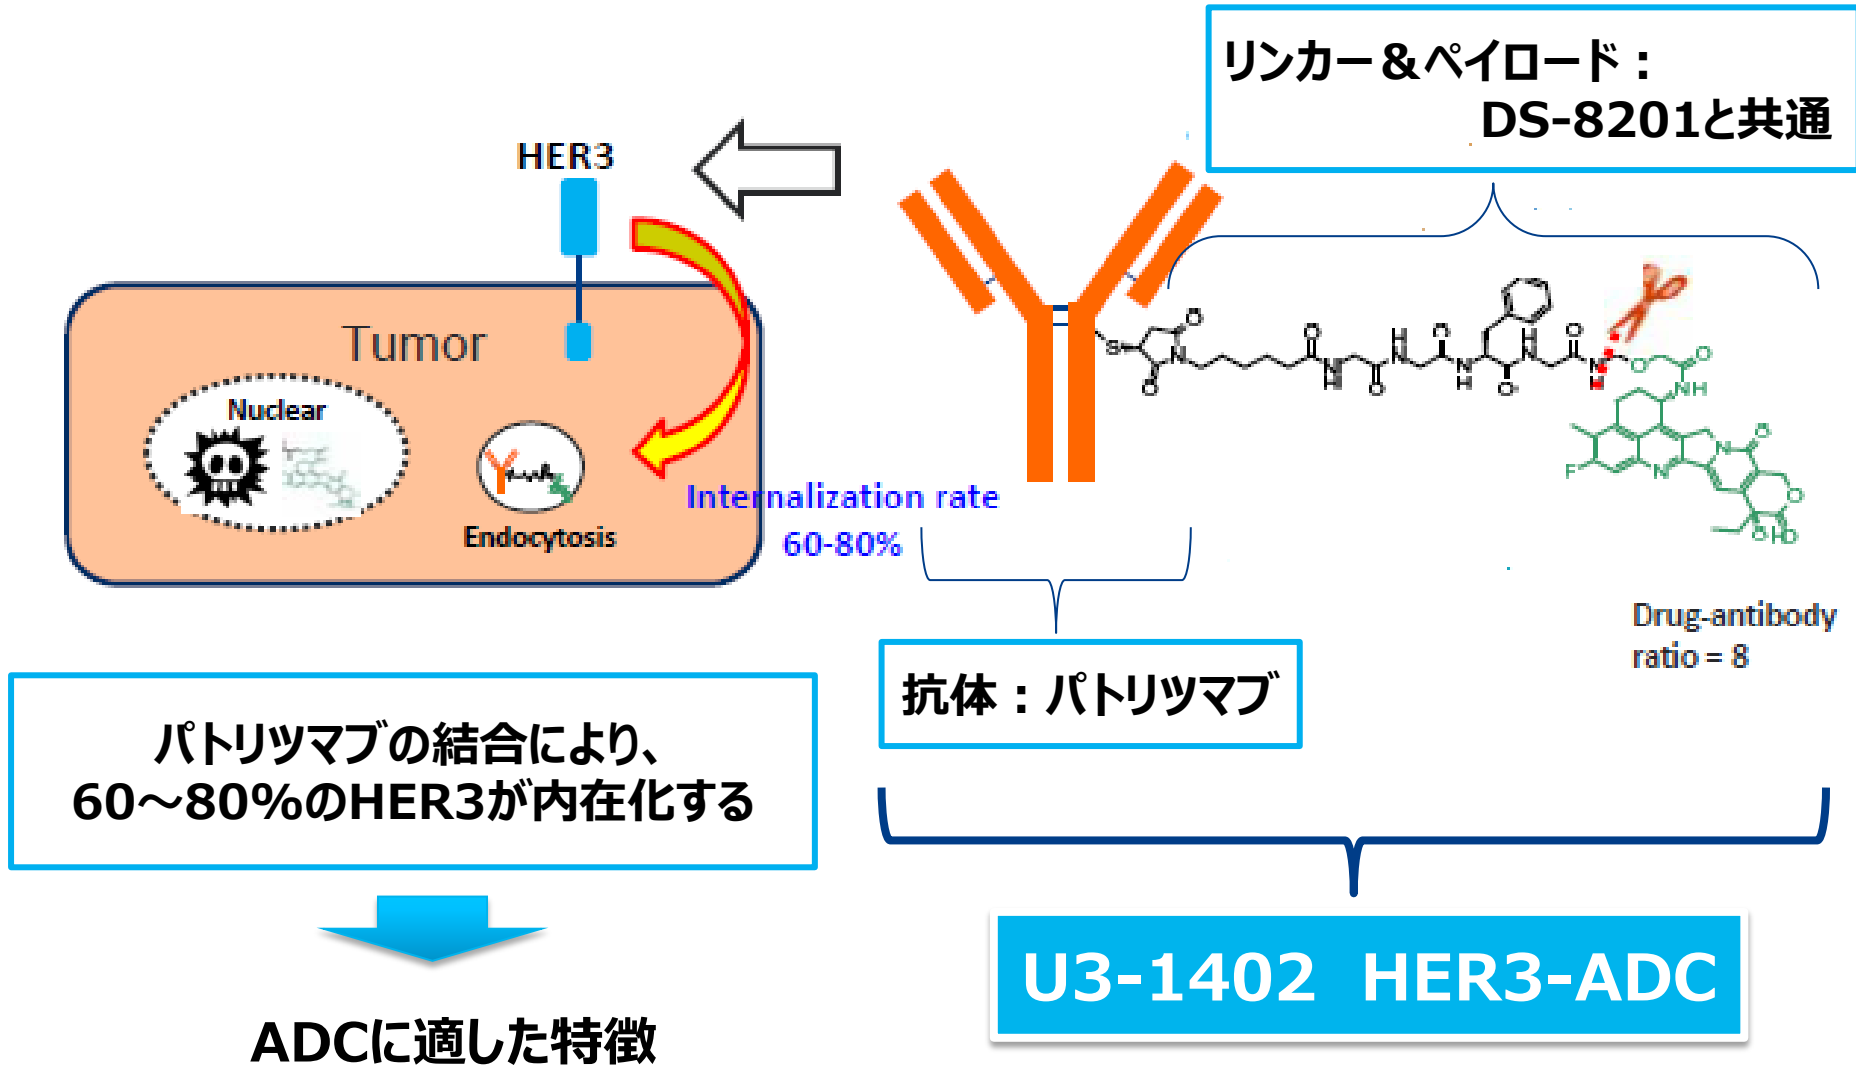 リンカー＆ペイロード：
DS-8201と共通
HER3
Tumor
Nuclear
Endocytosis
Internalization rate
60-80%
S
O
O
N
O
N
H
O
H
N
O
N
H
O
H
N
O
N
H
O
O
NH
F
N
N
O
O
O
HO
Drug-antibody
ratio = 8
抗体：パトリツマブ
パトリツマブの結合により、
60～80%のHER3が内在化する
U3-1402 HER3-ADC
ADCに適した特徴